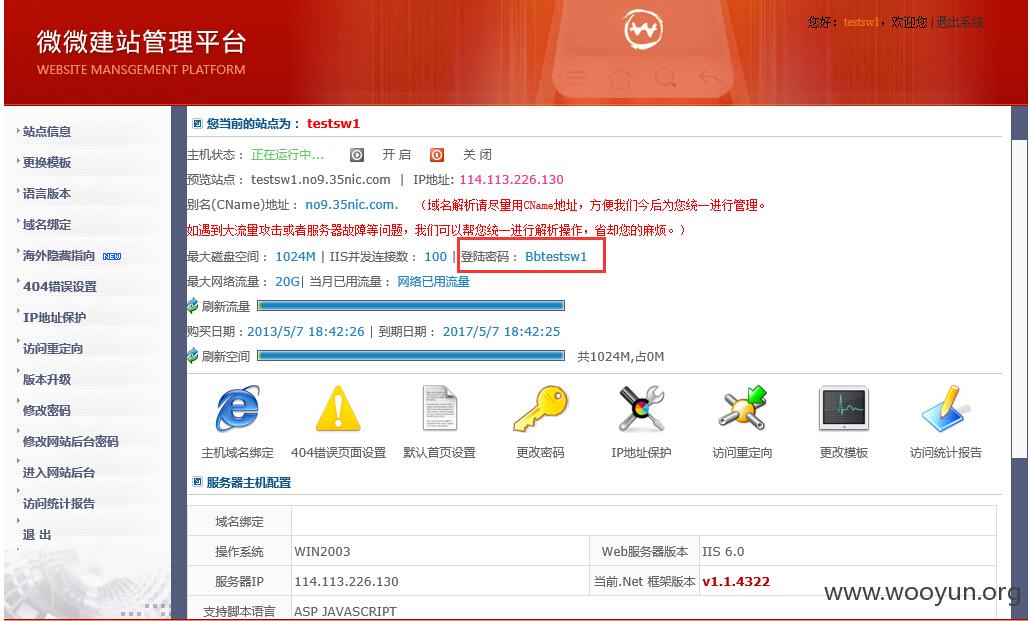 微微建站管理平台
WEBSITE MANSGEMENT PLATFORM
您好：testsw1，欢迎您 | 退出系统
站点信息
更换模板
语言版本
域名绑定
海外隐藏指向 NEW
404错误设置
IP地址保护
访问重定向
版本升级
修改密码
修改网站后台密码
进入网站后台
访问统计报告
退 出
您当前的站点为： testsw1
主机状态： 正在运行中... 开 启 关 闭
预览站点： testsw1.no9.35nic.com | IP地址: 114.113.226.130
别名(CName)地址： no9.35nic.com. （域名解析请尽量用CName地址，方便我们今后为您统一进行管理。
如遇到大流量攻击或者服务器故障等问题，我们可以帮您统一进行解析操作，省却您的麻烦。）
最大磁盘空间： 1024M | IIS并发连接数： 100 | 登陆密码： Bbtestsw1
最大网络流量： 20G| 当月已用流量： 网络已用流量
刷新流量
购买日期：2013/5/7 18:42:26 | 到期日期： 2017/5/7 18:42:25
刷新空间 共1024M,占0M
主机域名绑定 404错误页面设置 默认首页设置 更改密码 IP地址保护 访问重定向 更改模板 访问统计报告
服务器主机配置
域名绑定
操作系统 WIN2003 Web服务器版本 IIS 6.0
服务器IP 114.113.226.130 当前.Net 框架版本 v1.1.4322
支持脚本语言 ASP JAVASCRIPT
www.wooyun.org